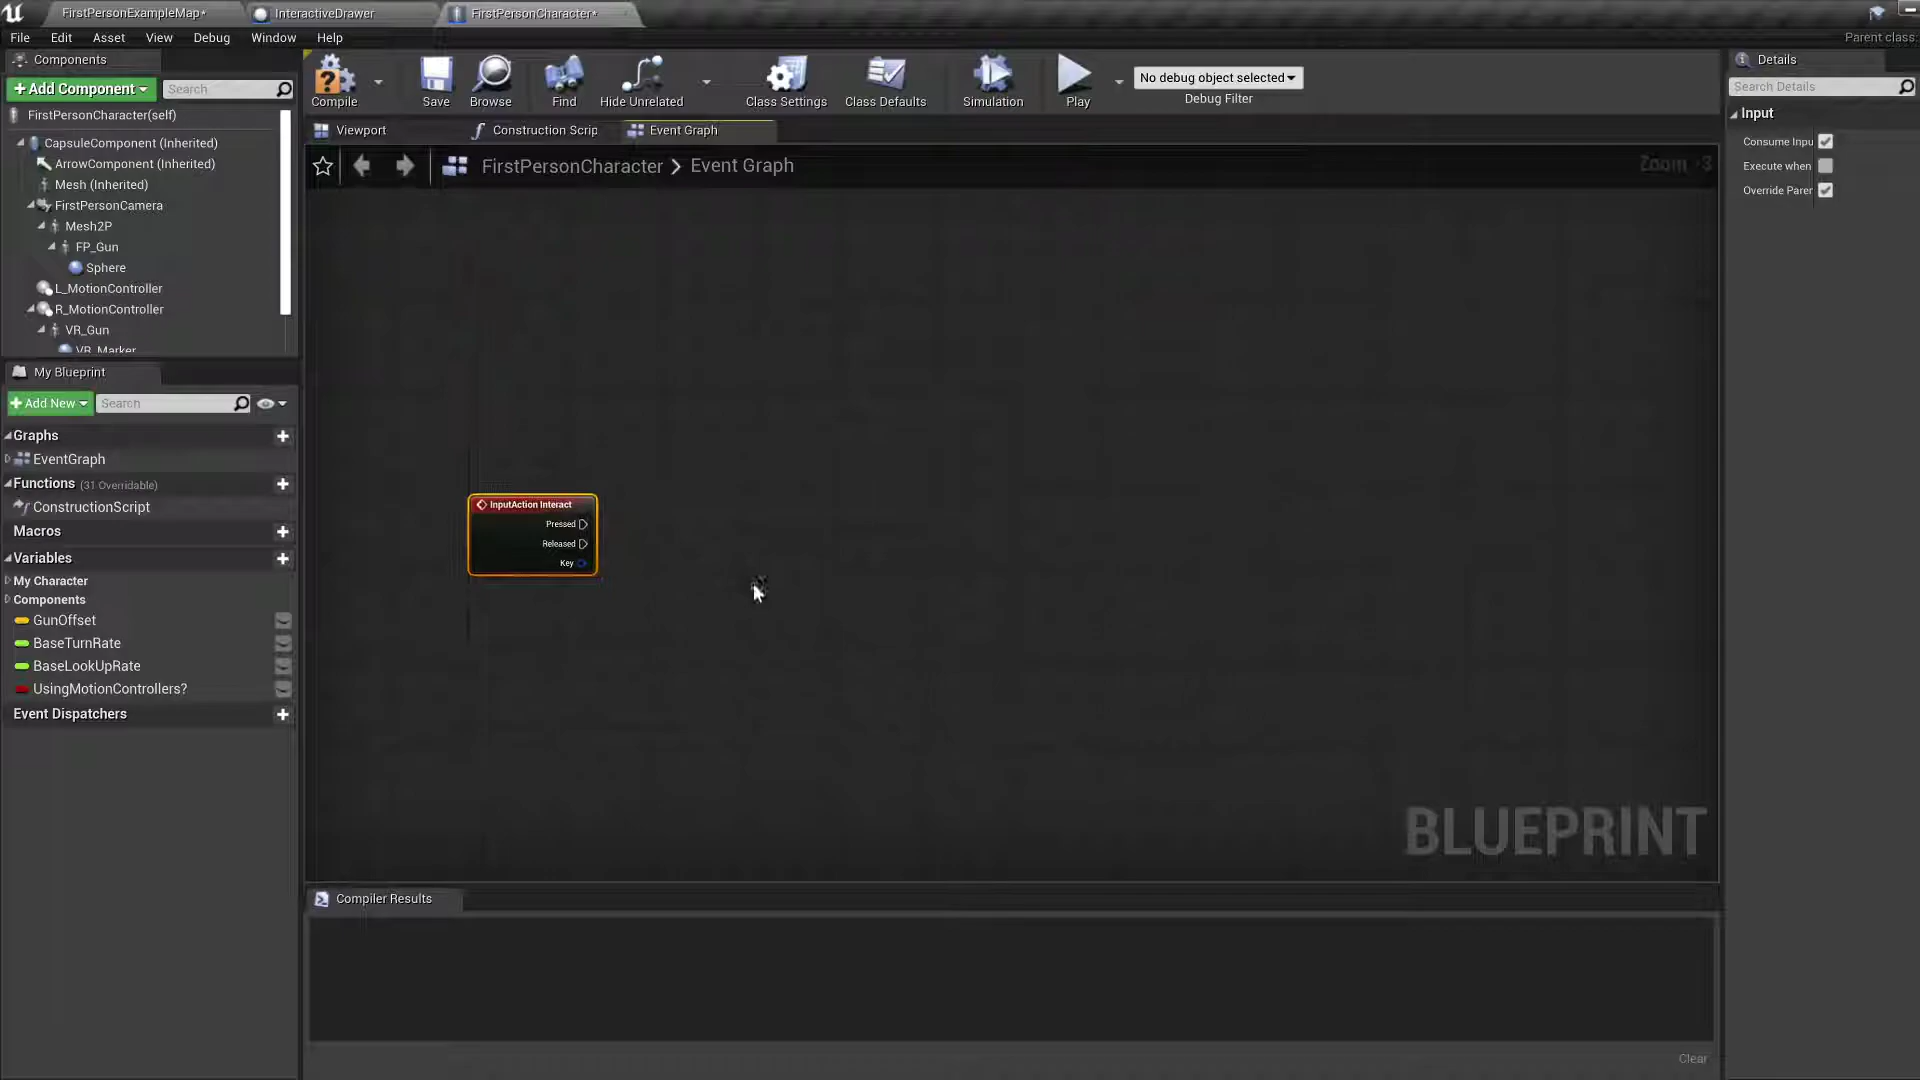 FirstPersonExampleMap*
InteractiveDrawer
FirstPersonCharacter*
File
Edit
Asset
View
Debug
Window
Help
Parent class:
Components
+ Add Component
Search
FirstPersonCharacter(self)
CapsuleComponent (Inherited)
ArrowComponent (Inherited)
Mesh (Inherited)
FirstPersonCamera
Mesh2P
FP_Gun
Sphere
L_MotionController
R_MotionController
VR_Gun
VR_Marker
Compile
Save
Browse
Find
Hide Unrelated
Class Settings
Class Defaults
Simulation
Play
No debug object selected
Debug Filter
Viewport
Construction Scrip
Event Graph
FirstPersonCharacter > Event Graph
Zoom -3
InputAction Interact
Pressed
Released
Key
BLUEPRINT
My Blueprint
+ Add New
Search
Graphs
EventGraph
Functions (31 Overridable)
ConstructionScript
Macros
Variables
My Character
Components
GunOffset
BaseTurnRate
BaseLookUpRate
UsingMotionControllers?
Event Dispatchers
Compiler Results
Clear
Details
Search Details
Input
Consume Inpu
Execute when
Override Parer